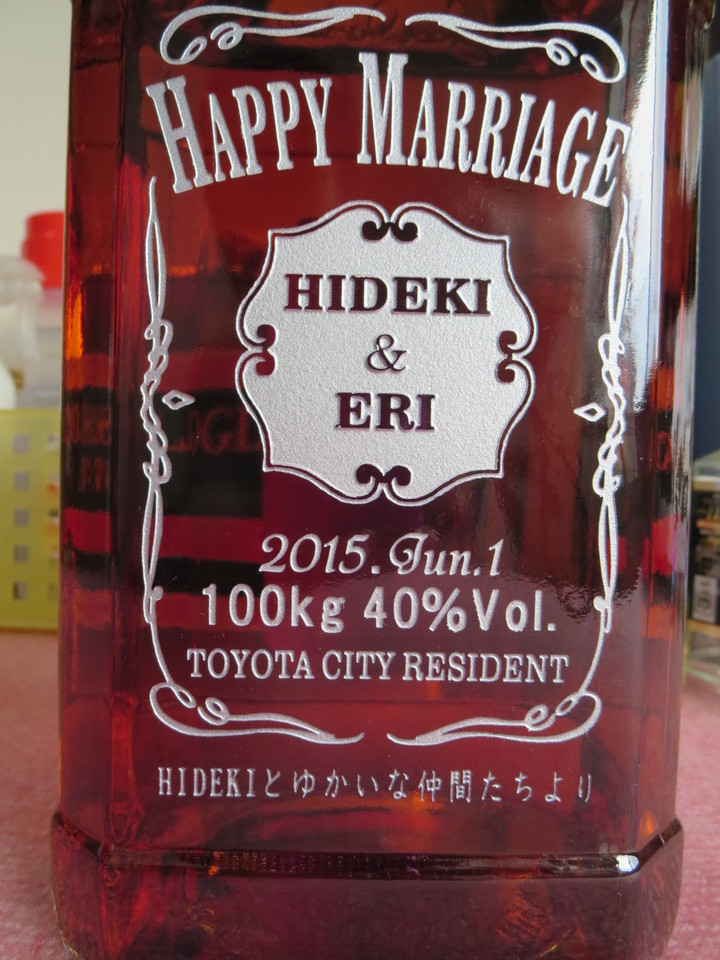 HAPPY MARRIAGE
HIDEKI
&
ERI
2015.Jun.1
100kg 40%Vol.
TOYOTA CITY RESIDENT
HIDEKIとゆかいな仲間たちより